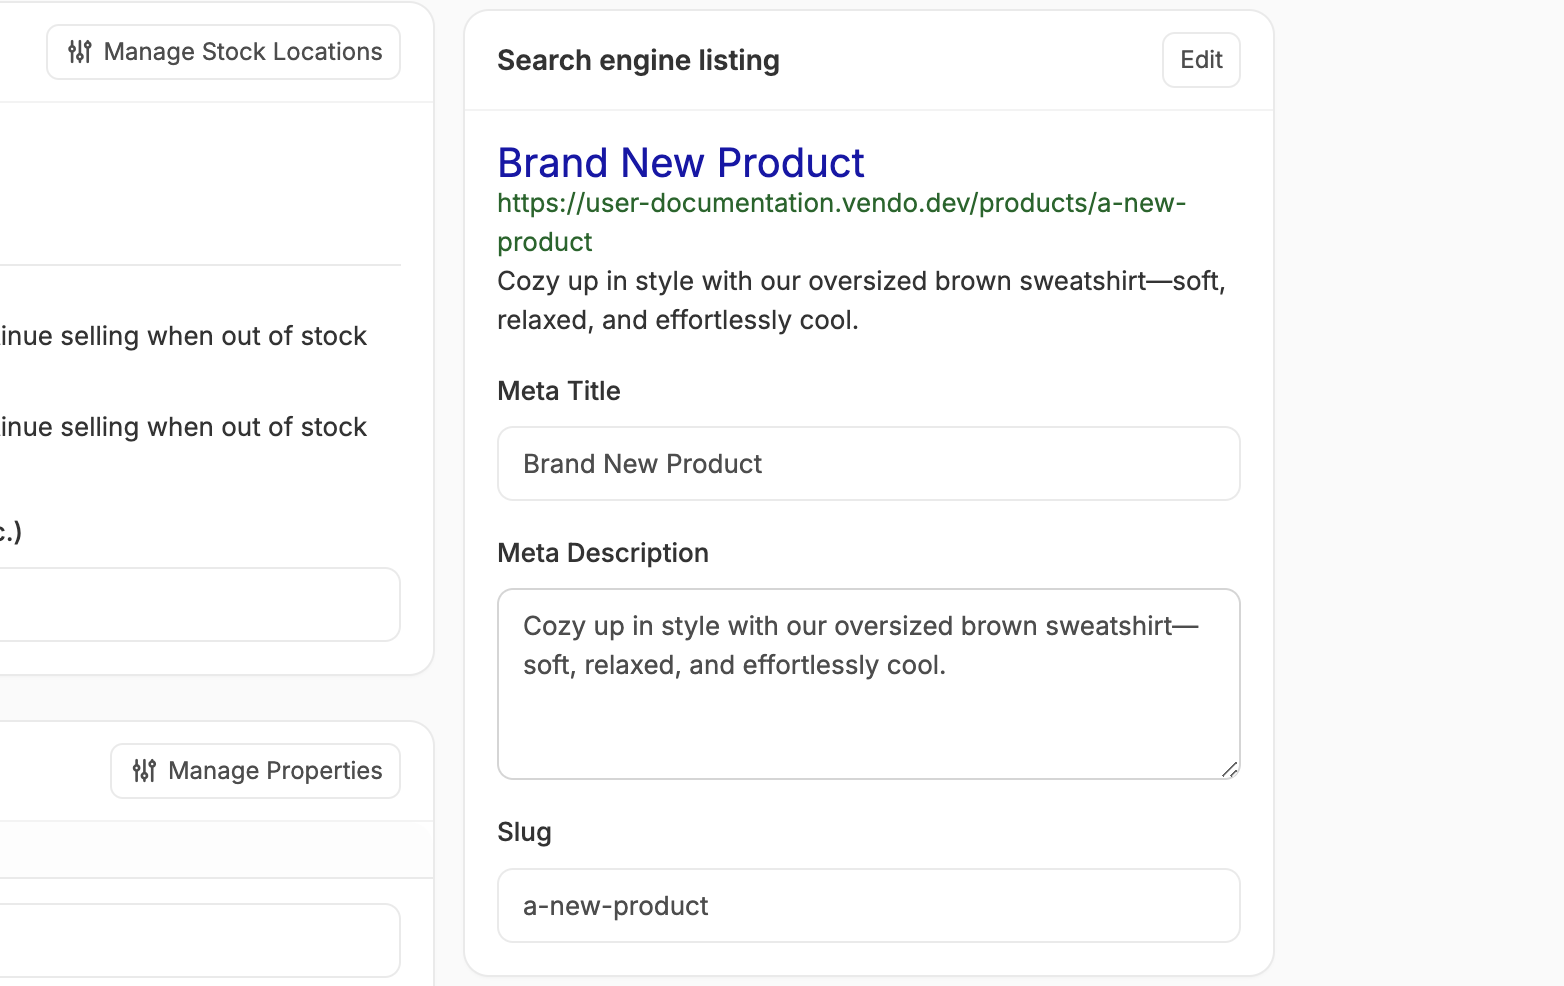 Manage Stock Locations
inue selling when out of stock
inue selling when out of stock
c.)
Manage Properties
Search engine listing
Edit
Brand New Product
https://user-documentation.vendo.dev/products/a-new-
product
Cozy up in style with our oversized brown sweatshirt—soft,
relaxed, and effortlessly cool.
Meta Title
Brand New Product
Meta Description
Cozy up in style with our oversized brown sweatshirt—
soft, relaxed, and effortlessly cool.
Slug
a-new-product